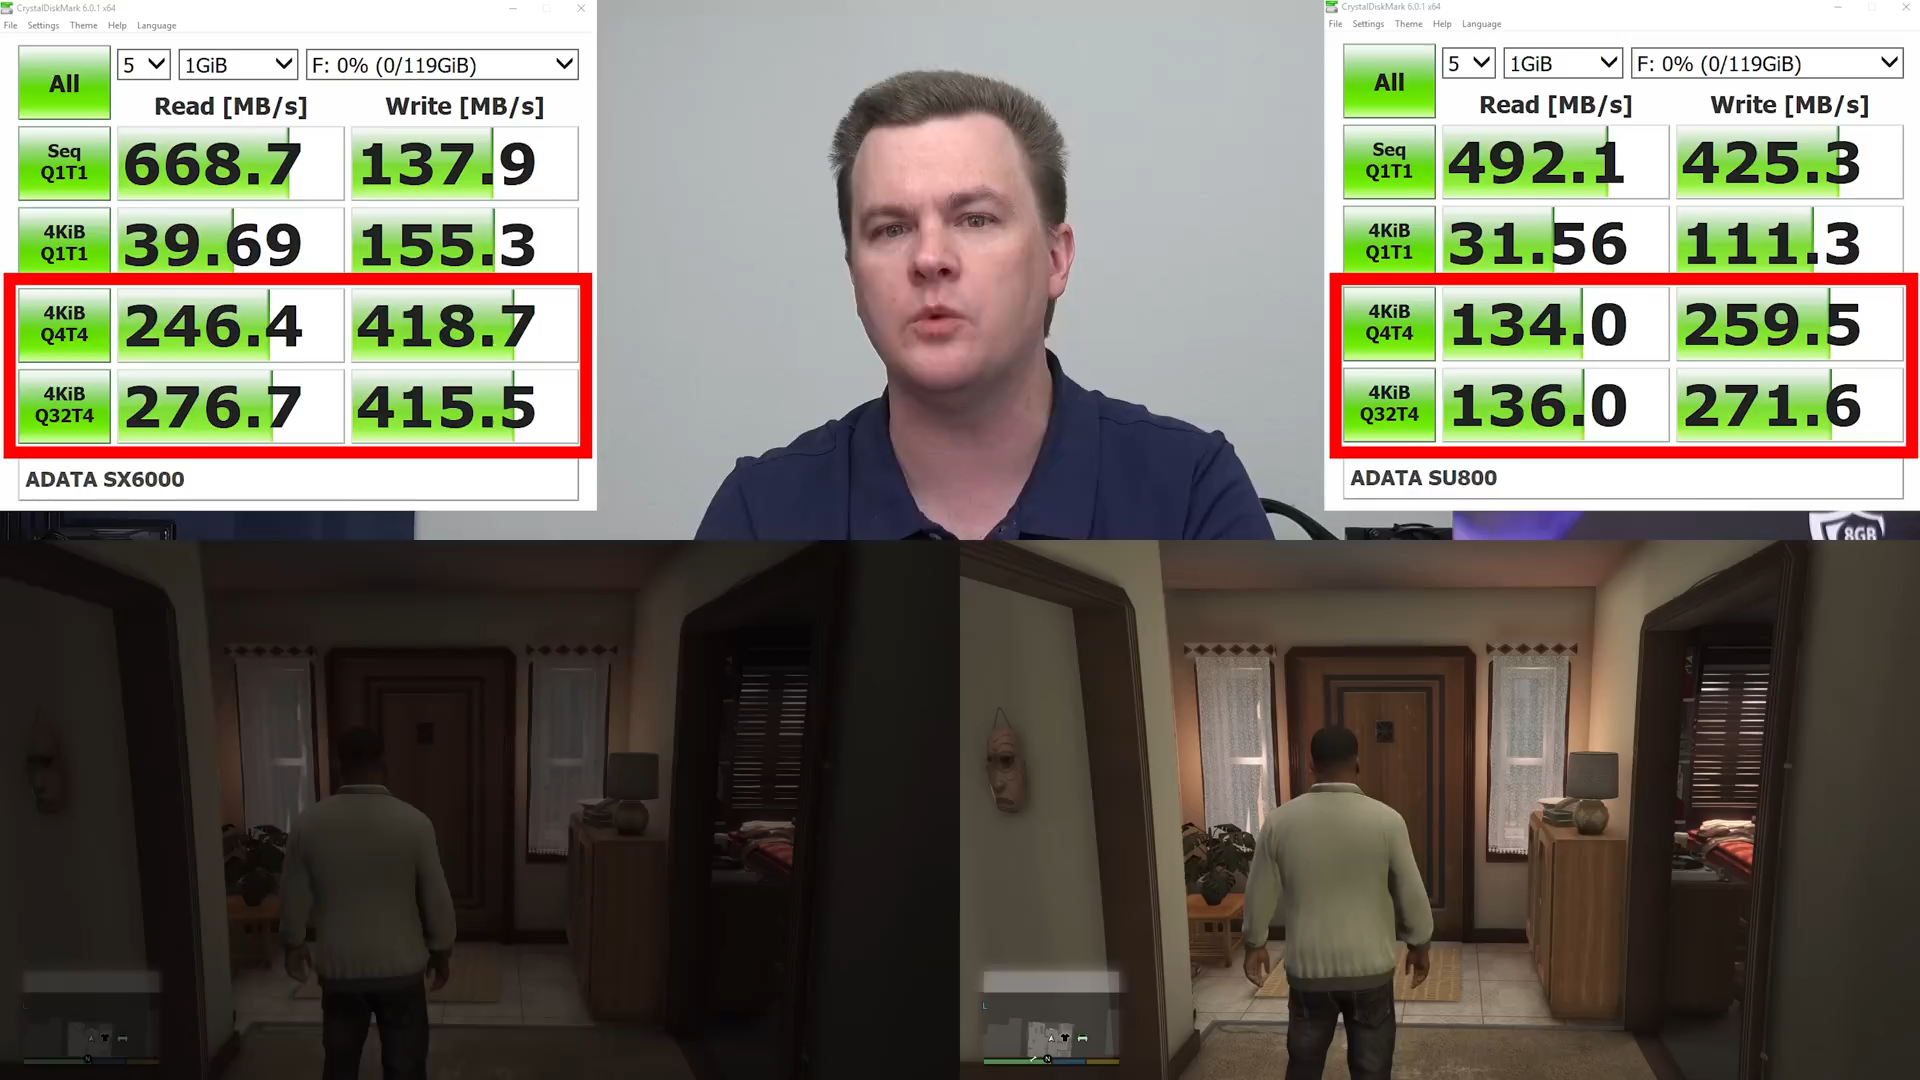 CrystalDiskMark 6.0.1 x64
File Settings Theme Help Language
All
5
1GiB
F: 0% (0/119GiB)
Read [MB/s]
Write [MB/s]
Seq
Q1T1
668.7
137.9
4KiB
Q1T1
39.69
155.3
4KiB
Q4T4
246.4
418.7
4KiB
Q32T4
276.7
415.5
ADATA SX6000
CrystalDiskMark 6.0.1 x64
File Settings Theme Help Language
All
5
1GiB
F: 0% (0/119GiB)
Read [MB/s]
Write [MB/s]
Seq
Q1T1
492.1
425.3
4KiB
Q1T1
31.56
111.3
4KiB
Q4T4
134.0
259.5
4KiB
Q32T4
136.0
271.6
ADATA SU800
8GB
L
N
N